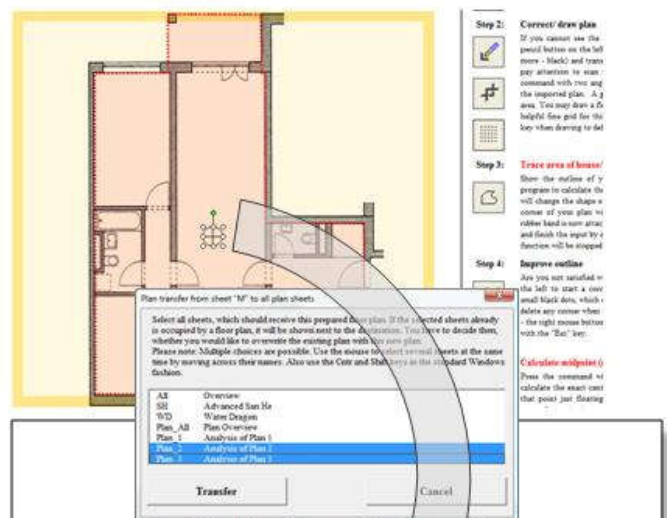 Step 2:
Correct/ draw plan
If you cannot see the
pencil button on the left
more - black) and trans
pay attention to scan
command with two ang
the imported plan. A g
area. You may draw a fl
helpful fine grid for thi
key when drawing to del
Step 3:
Trace area of house/
Show the outline of y
program to calculate the
will change the shape o
corner of your plan wi
rubber band is now attac
and finish the input by c
function will be stopped
Step 4:
Improve outline
Are you not satisfied w
the left to start a corr
small black dots, which
delete any corner when
- the right mouse button
with the "Esc" key.
Calculate midpoint (
Press the command wi
calculate the exact cent
that point just floating
Plan transfer from sheet "M" to all plan sheets
Select all sheets, which should receive this prepared floor plan. If the selected sheets already
is occupied by a floor plan, it will be shown next to the destination. You have to decide then,
whether you would like to overwrite the existing plan with this new plan.
Please note: Multiple choices are possible. Use the mouse to select several sheets at the same
time by moving across their names. Also use the Cntr and Shift keys in the standard Windows
fashion.
All Overview
SH Advanced San He
WD Water Dragon
Plan_All Plan Overview
Plan_1 Analysis of Plan 1
Plan_2 Analysis of Plan 2
Plan_3 Analysis of Plan 3
Transfer
Cancel